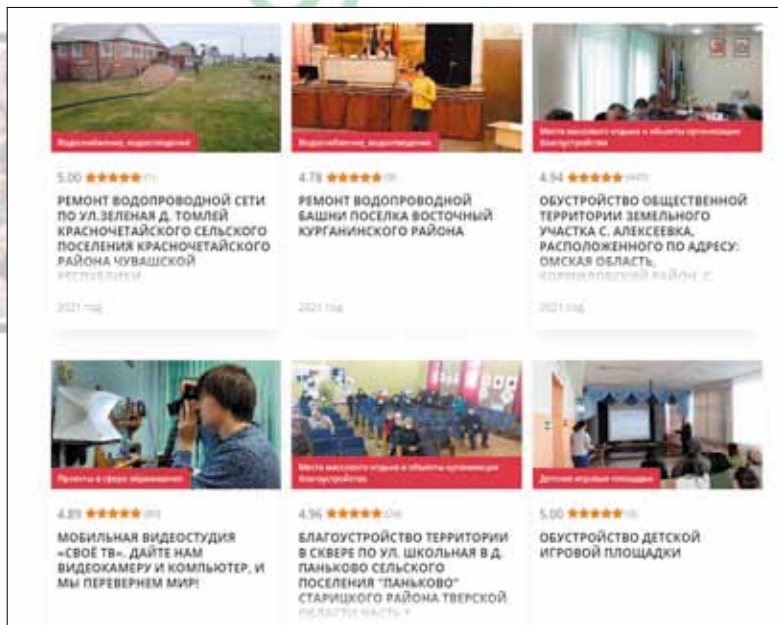 Водоснабжение, водоотведение
Водоснабжение, водоотведение
Места массового отдыха и объекты организации
благоустройства
5.00
4.78
4.94
РЕМОНТ ВОДОПРОВОДНОЙ СЕТИ
ПО УЛ.ЗЕЛЕНАЯ Д. ТОМЛЕЙ
КРАСНОЧЕТАЙСКОГО СЕЛЬСКОГО
ПОСЕЛЕНИЯ КРАСНОЧЕТАЙСКОГО
РАЙОНА ЧУВАШСКОЙ
РЕСПУБЛИКИ
РЕМОНТ ВОДОПРОВОДНОЙ
БАШНИ ПОСЕЛКА ВОСТОЧНЫЙ
КУРГАНИНСКОГО РАЙОНА
ОБУСТРОЙСТВО ОБЩЕСТВЕННОЙ
ТЕРРИТОРИИ ЗЕМЕЛЬНОГО
УЧАСТКА С. АЛЕКСЕЕВКА,
РАСПОЛОЖЕННОГО ПО АДРЕСУ:
ОМСКАЯ ОБЛАСТЬ,
КОРМИЛОВСКИЙ РАЙОН, С.
2021 год
2021 год
2021 год
Проекты в сфере образования
Места массового отдыха и объекты организации
благоустройства
Детские игровые площадки
4.89
4.96
5.00
МОБИЛЬНАЯ ВИДЕОСТУДИЯ
«СВОЁ ТВ». ДАЙТЕ НАМ
ВИДЕОКАМЕРУ И КОМПЬЮТЕР, И
МЫ ПЕРЕВЕРНЕМ МИР!
БЛАГОУСТРОЙСТВО ТЕРРИТОРИИ
В СКВЕРЕ ПО УЛ. ШКОЛЬНАЯ В Д.
ПАНЬКОВО СЕЛЬСКОГО
ПОСЕЛЕНИЯ "ПАНЬКОВО"
СТАРИЦКОГО РАЙОНА ТВЕРСКОЙ
ОБЛАСТИ ЧАСТЬ
ОБУСТРОЙСТВО ДЕТСКОЙ
ИГРОВОЙ ПЛОЩАДКИ